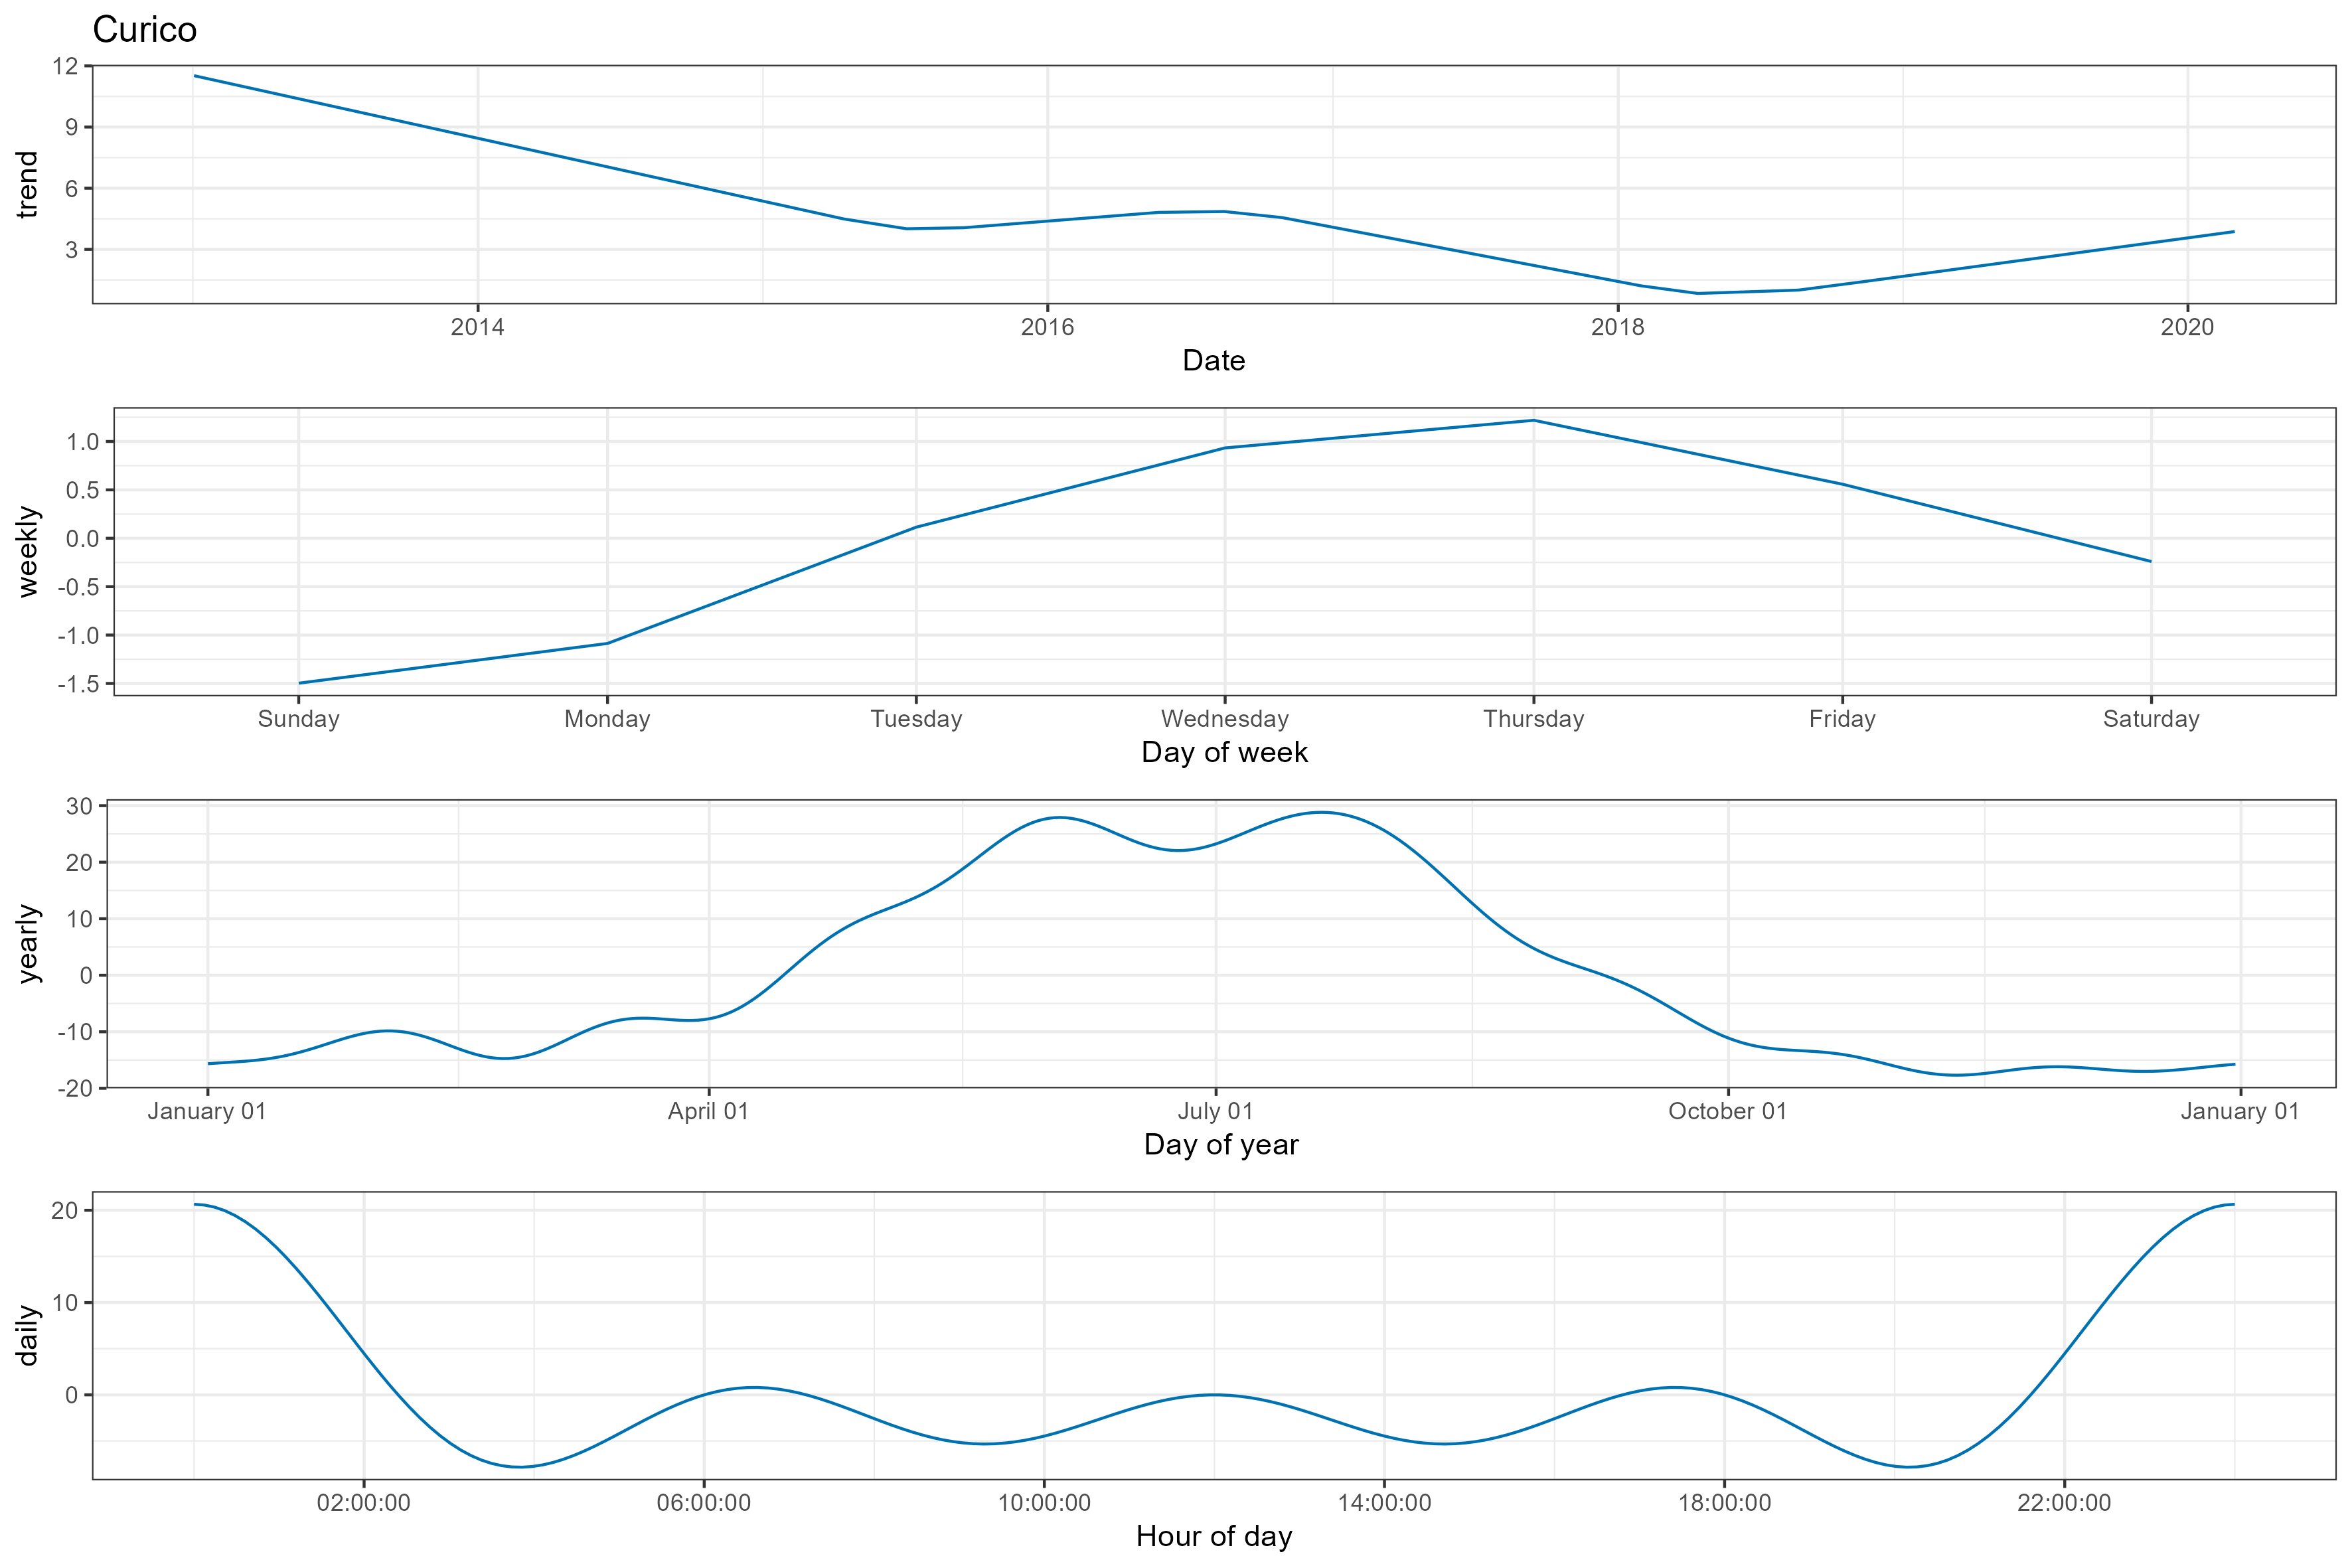 Curico
12
9
6
3
trend
2014 2016 2018 2020
Date
1.0
0.5
0.0
-0.5
-1.0
-1.5
weekly
Sunday Monday Tuesday Wednesday Thursday Friday Saturday
Day of week
30
20
10
0
-10
-20
yearly
January 01 April 01 July 01 October 01 January 01
Day of year
20
10
0
daily
02:00:00 06:00:00 10:00:00 14:00:00 18:00:00 22:00:00
Hour of day